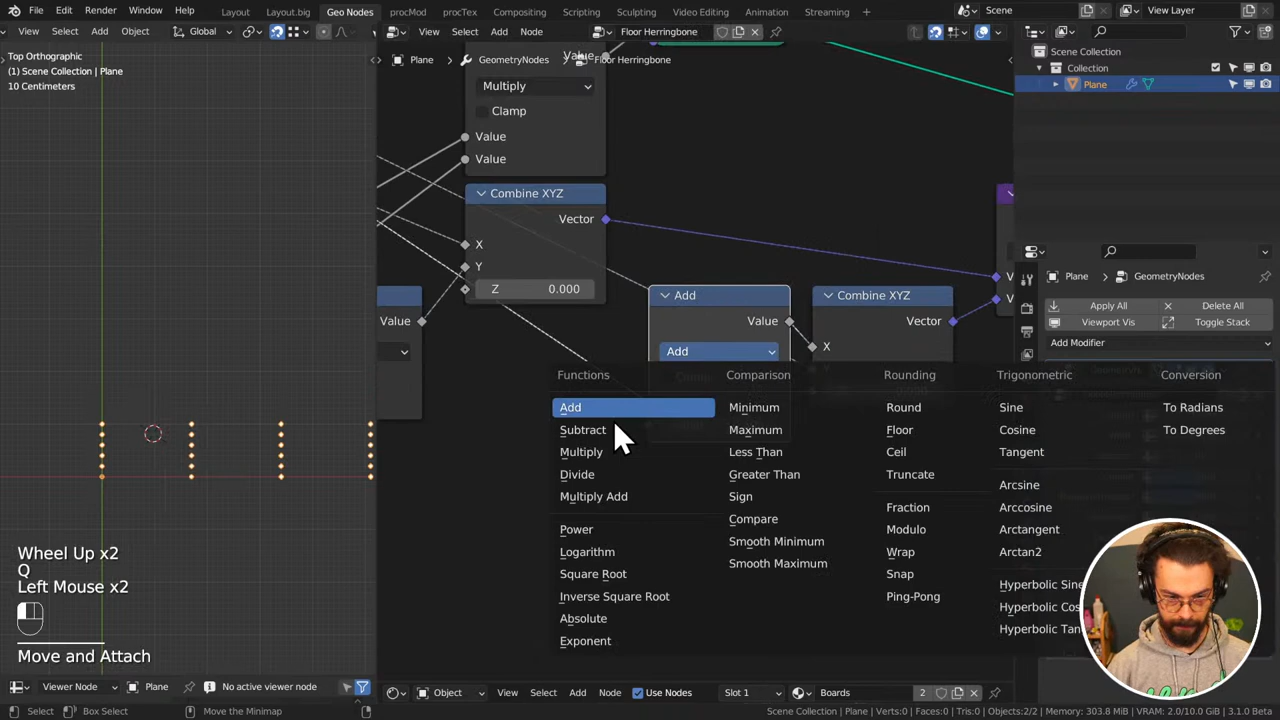 File Edit Render Window Help Layout Layout.big Geo Nodes procMod procTex Compositing Scripting Sculpting Video Editing Animation Streaming + Scene View Layer
View Select Add Object Global View Select Add Node Floor Herringbone
Top Orthographic
(1) Scene Collection | Plane
10 Centimeters
Plane > GeometryNodes > Floor Herringbone
Value
Multiply
Clamp
Value
Value
Combine XYZ
Vector
X
Y
Z 0.000
Value
Add
Value
Add
Combine XYZ
Vector
X
Functions
Add
Subtract
Multiply
Divide
Multiply Add
Power
Logarithm
Square Root
Inverse Square Root
Absolute
Exponent
Comparison
Minimum
Maximum
Less Than
Greater Than
Sign
Compare
Smooth Minimum
Smooth Maximum
Rounding
Round
Floor
Ceil
Truncate
Fraction
Modulo
Wrap
Snap
Ping-Pong
Trigonometric
Sine
Cosine
Tangent
Arcsine
Arccosine
Arctangent
Arctan2
Hyperbolic Sine
Hyperbolic Cos
Hyperbolic Tan
Conversion
To Radians
To Degrees
Scene Collection
Collection
Plane
Plane > GeometryNodes
Apply All Delete All
Viewport Vis Toggle Stack
Add Modifier
Wheel Up x2
Q
Left Mouse x2
Move and Attach
Viewer Node Plane No active viewer node Object View Select Add Node Use Nodes Slot 1 Boards 2
Select Box Select Move the Minimap Scene Collection | Plane | Verts:0 | Faces:0 | Tris:0 | Objects:2/2 | Memory: 303.8 MiB | VRAM: 2.0/10.0 GiB | 3.1.0 Beta